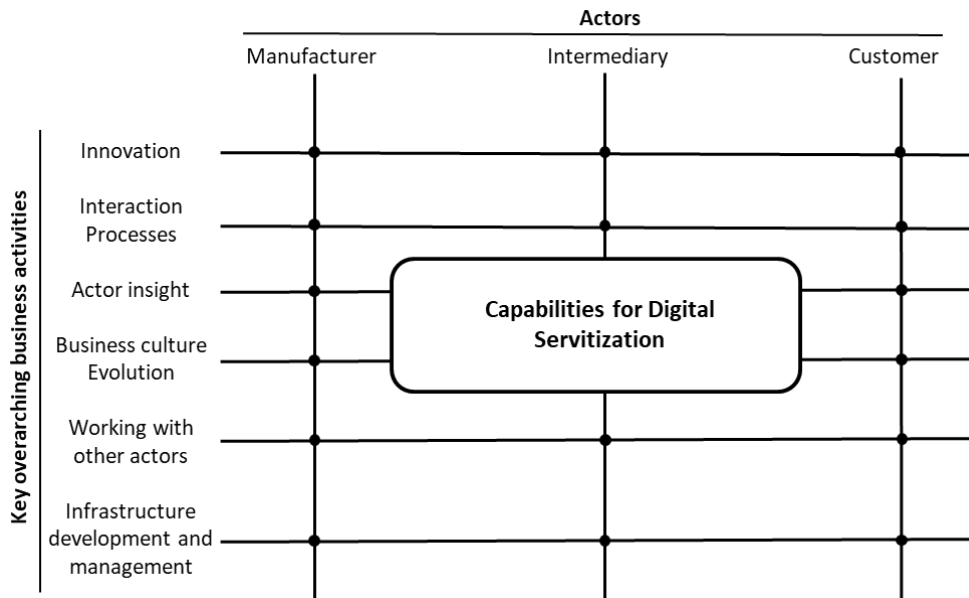 Actors
Manufacturer
Intermediary
Customer
Key overarching business activities
Innovation
Interaction
Processes
Actor insight
Business culture
Evolution
Working with
other actors
Infrastructure
development and
management
Capabilities for Digital
Servitization